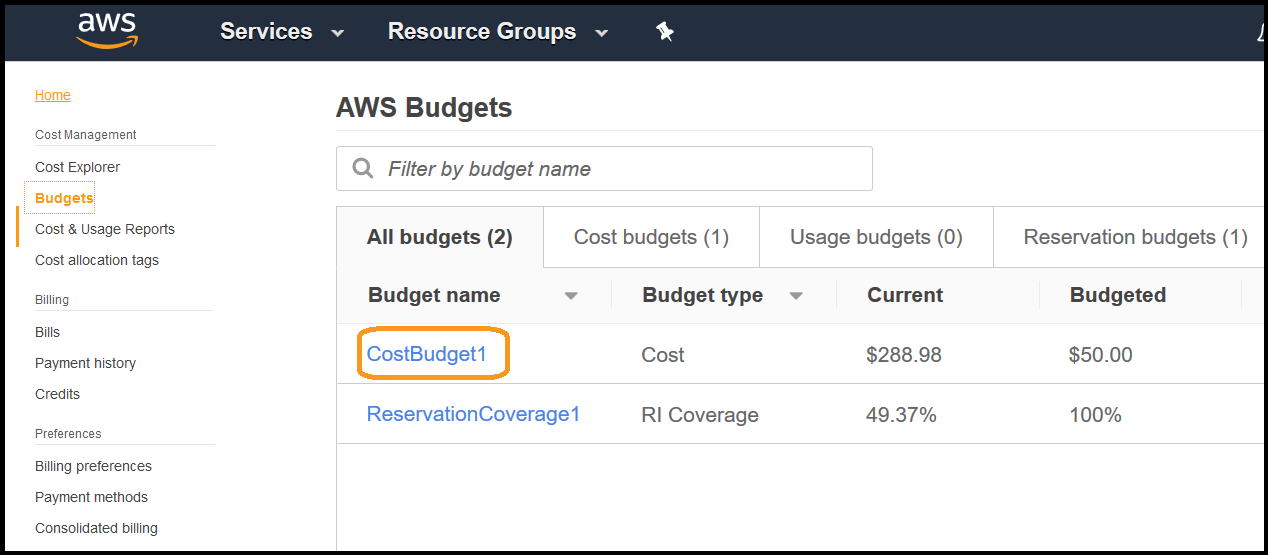 aws Services Resource Groups
Home
Cost Management
Cost Explorer
Budgets
Cost & Usage Reports
Cost allocation tags
Billing
Bills
Payment history
Credits
Preferences
Billing preferences
Payment methods
Consolidated billing
AWS Budgets
Filter by budget name
All budgets (2) Cost budgets (1) Usage budgets (0) Reservation budgets (1)
Budget name Budget type Current Budgeted
CostBudget1 Cost $288.98 $50.00
ReservationCoverage1 RI Coverage 49.37% 100%